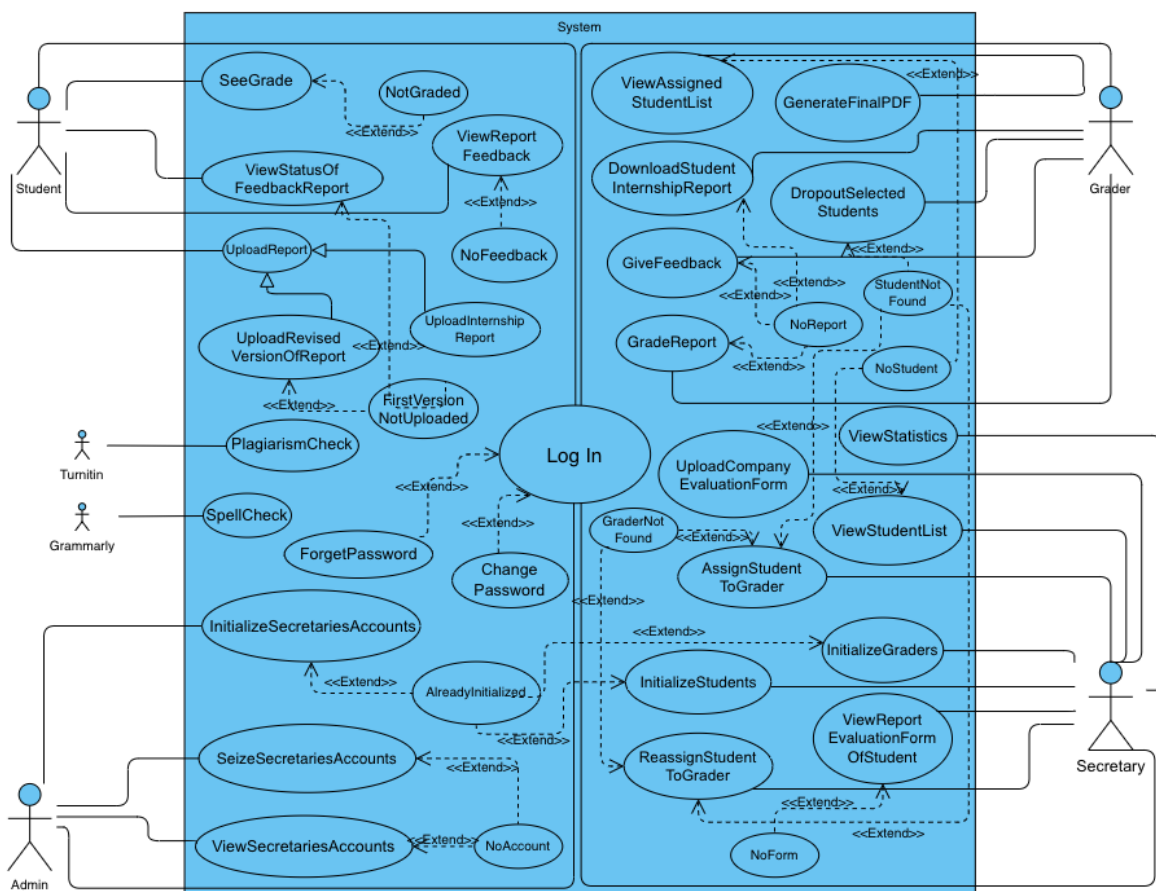 System
SeeGrade
NotGraded
<<Extend>>
ViewReport
Feedback
ViewStatusOf
FeedbackReport
<<Extend>>
UploadReport
NoFeedback
UploadInternship
Report
UploadRevised
VersionOfReport
<<Extend>>
<<Extend>>
FirstVersion
NotUploaded
PlagiarismCheck
SpellCheck
Student
Turnitin
Grammarly
Log In
<<Extend>>
<<Extend>>
ForgetPassword
Change
Password
InitializeSecretariesAccounts
<<Extend>>
AlreadyInitialized
SeizeSecretariesAccounts
<<Extend>>
ViewSecretariesAccounts
<<Extend>>
NoAccount
Admin
ViewAssigned
StudentList
<<Extend>>
GenerateFinalPDF
Grader
DownloadStudent
InternshipReport
DropoutSelected
Students
<<Extend>>
GiveFeedback
<<Extend>>
<<Extend>>
StudentNot
Found
NoReport
GradeReport
<<Extend>>
NoStudent
<<Extend>>
ViewStatistics
UploadCompany
EvaluationForm
<<Extend>>
GraderNot
Found
<<Extend>>
ViewStudentList
AssignStudent
ToGrader
<<Extend>>
<<Extend>>
InitializeGraders
<<Extend>>
InitializeStudents
ViewReport
EvaluationForm
OfStudent
ReassignStudent
ToGrader
<<Extend>>
<<Extend>>
NoForm
Secretary